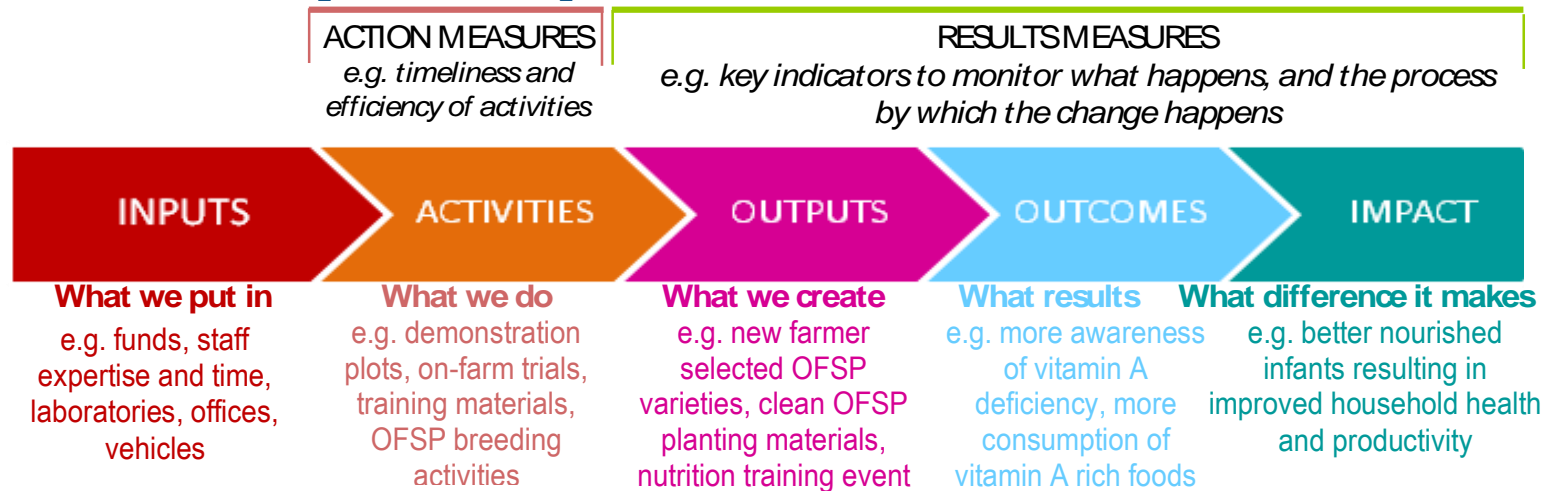 ACTION MEASURES
e.g. timeliness and
efficiency of activities
RESULTS MEASURES
e.g. key indicators to monitor what happens, and the process
by which the change happens
INPUTS
ACTIVITIES
OUTPUTS
OUTCOMES
IMPACT
What we put in
e.g. funds, staff
expertise and time,
laboratories, offices,
vehicles
What we do
e.g. demonstration
plots, on-farm trials,
training materials,
OFSP breeding
activities
What we create
e.g. new farmer
selected OFSP
varieties, clean OFSP
planting materials,
nutrition training event
What results
e.g. more awareness
of vitamin A
deficiency, more
consumption of
vitamin A rich foods
What difference it makes
e.g. better nourished
infants resulting in
improved household health
and productivity